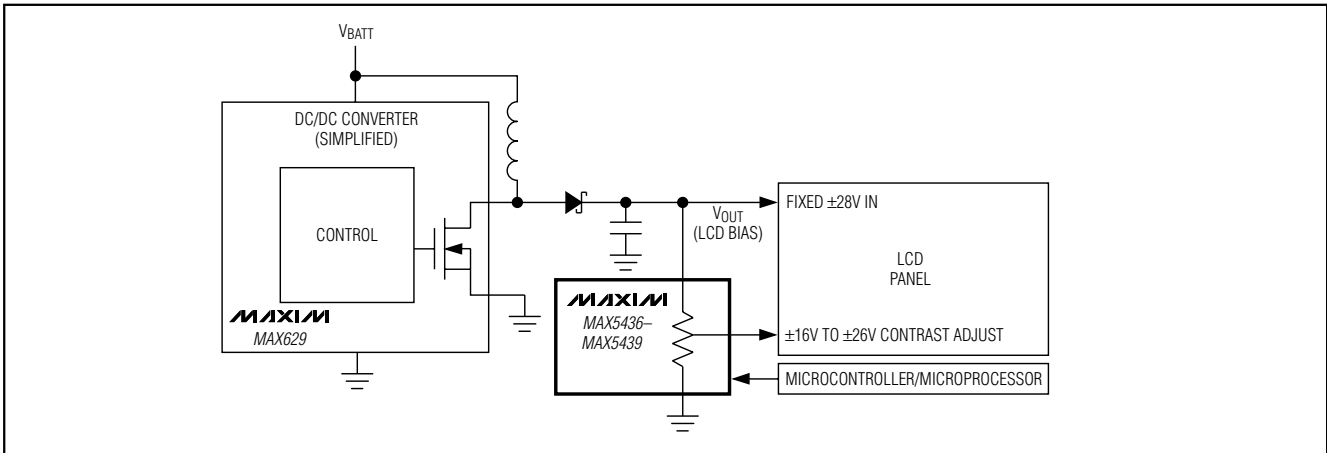 VBATT
DC/DC CONVERTER
(SIMPLIFIED)
CONTROL
MAXIM
MAX629
VOUT
(LCD BIAS)
MAXIM
MAX5436–
MAX5439
FIXED ±28V IN
LCD
PANEL
±16V TO ±26V CONTRAST ADJUST
MICROCONTROLLER/MICROPROCESSOR